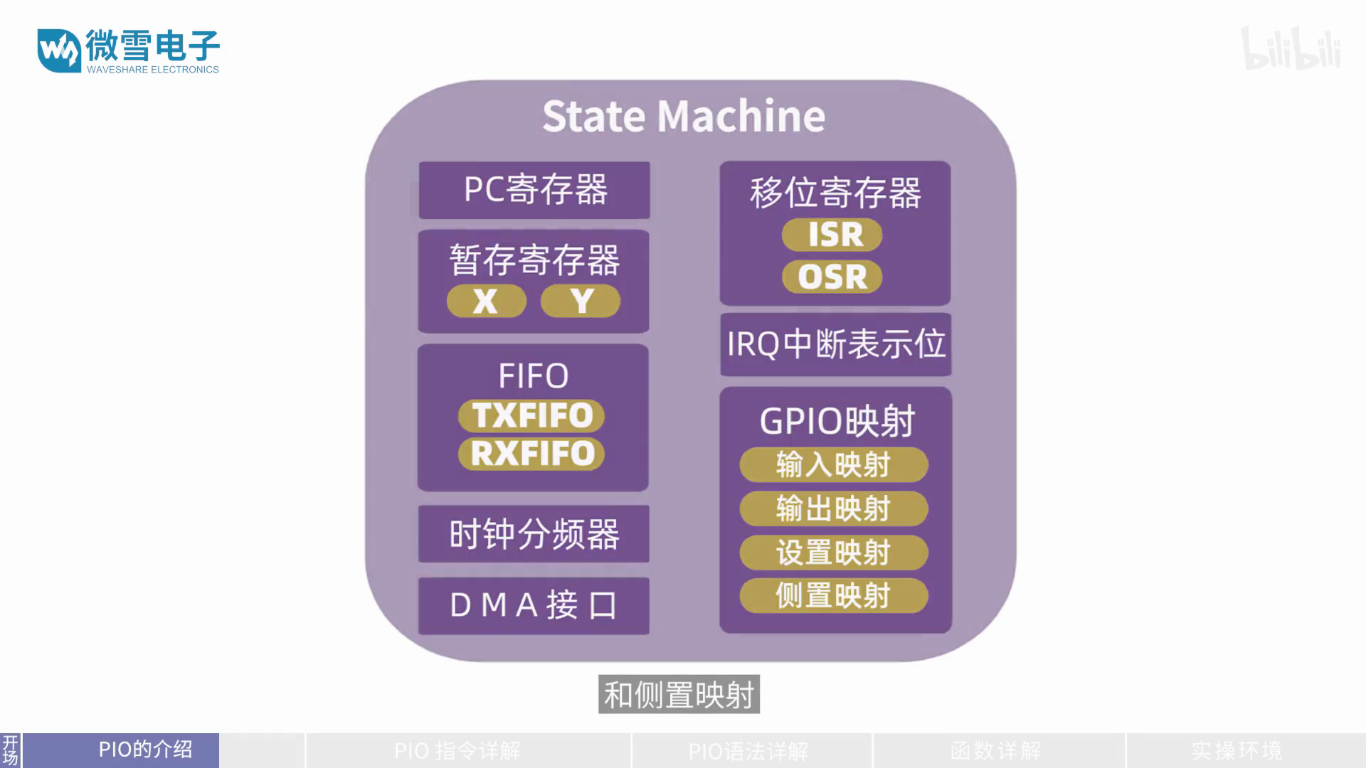 微雪电子
WAVESHARE ELECTRONICS
bilibili
State Machine
PC寄存器
暂存寄存器
X Y
FIFO
TXFIFO
RXFIFO
时钟分频器
DMA接口
移位寄存器
ISR
OSR
IRQ中断表示位
GPIO映射
输入映射
输出映射
设置映射
侧置映射
和侧置映射
开场
PIO的介绍
PIO 指令详解
PIO语法详解
函数详解
实操环境